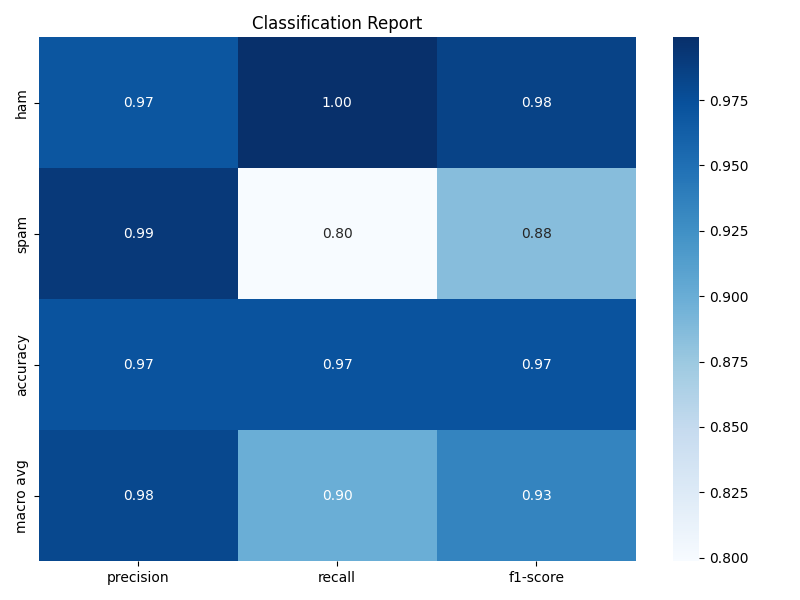 Classification Report
ham 0.97 1.00 0.98
spam 0.99 0.80 0.88
accuracy 0.97 0.97 0.97
macro avg 0.98 0.90 0.93
precision recall f1-score
0.975
0.950
0.925
0.900
0.875
0.850
0.825
0.800